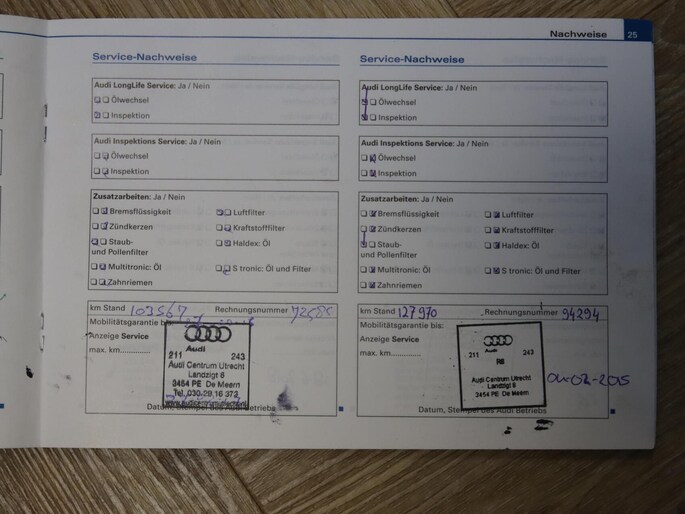 Nachweise 25
Service-Nachweise
Audi LongLife Service: Ja / Nein
Ölwechsel
Inspektion
Audi Inspektions Service: Ja / Nein
Ölwechsel
Inspektion
Zusatzarbeiten: Ja / Nein
Bremsflüssigkeit Luftfilter
Zündkerzen Kraftstofffilter
Staub- Haldex: Öl
und Pollenfilter
Multitronic: Öl S tronic: Öl und Filter
Zahnriemen
km Stand 103567 Rechnungsnummer
Mobilitätsgarantie bis:
Anzeige Service
max. km............
Audi
211 243
Audi Centrum Utrecht
Landzigt 8
3454 PE De Meern
Datum, Stempel des Audi Betriebs
Service-Nachweise
Audi LongLife Service: Ja / Nein
Ölwechsel
Inspektion
Audi Inspektions Service: Ja / Nein
Ölwechsel
Inspektion
Zusatzarbeiten: Ja / Nein
Bremsflüssigkeit Luftfilter
Zündkerzen Kraftstofffilter
Staub- Haldex: Öl
und Pollenfilter
Multitronic: Öl S tronic: Öl und Filter
Zahnriemen
km Stand 127970 Rechnungsnummer 94294
Mobilitätsgarantie bis:
Anzeige Service
max. km............
Audi
211 R8 243
Audi Centrum Utrecht
Landzigt 8
3454 PE De Meern
Datum, Stempel des Audi Betriebs